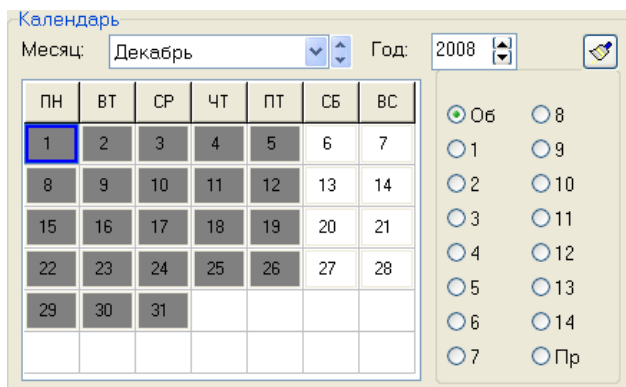 Календарь
Месяц: Декабрь Год: 2008
ПН ВТ СР ЧТ ПТ СБ ВС
1 2 3 4 5 6 7
8 9 10 11 12 13 14
15 16 17 18 19 20 21
22 23 24 25 26 27 28
29 30 31
Об 8
1 9
2 10
3 11
4 12
5 13
6 14
7 Пр